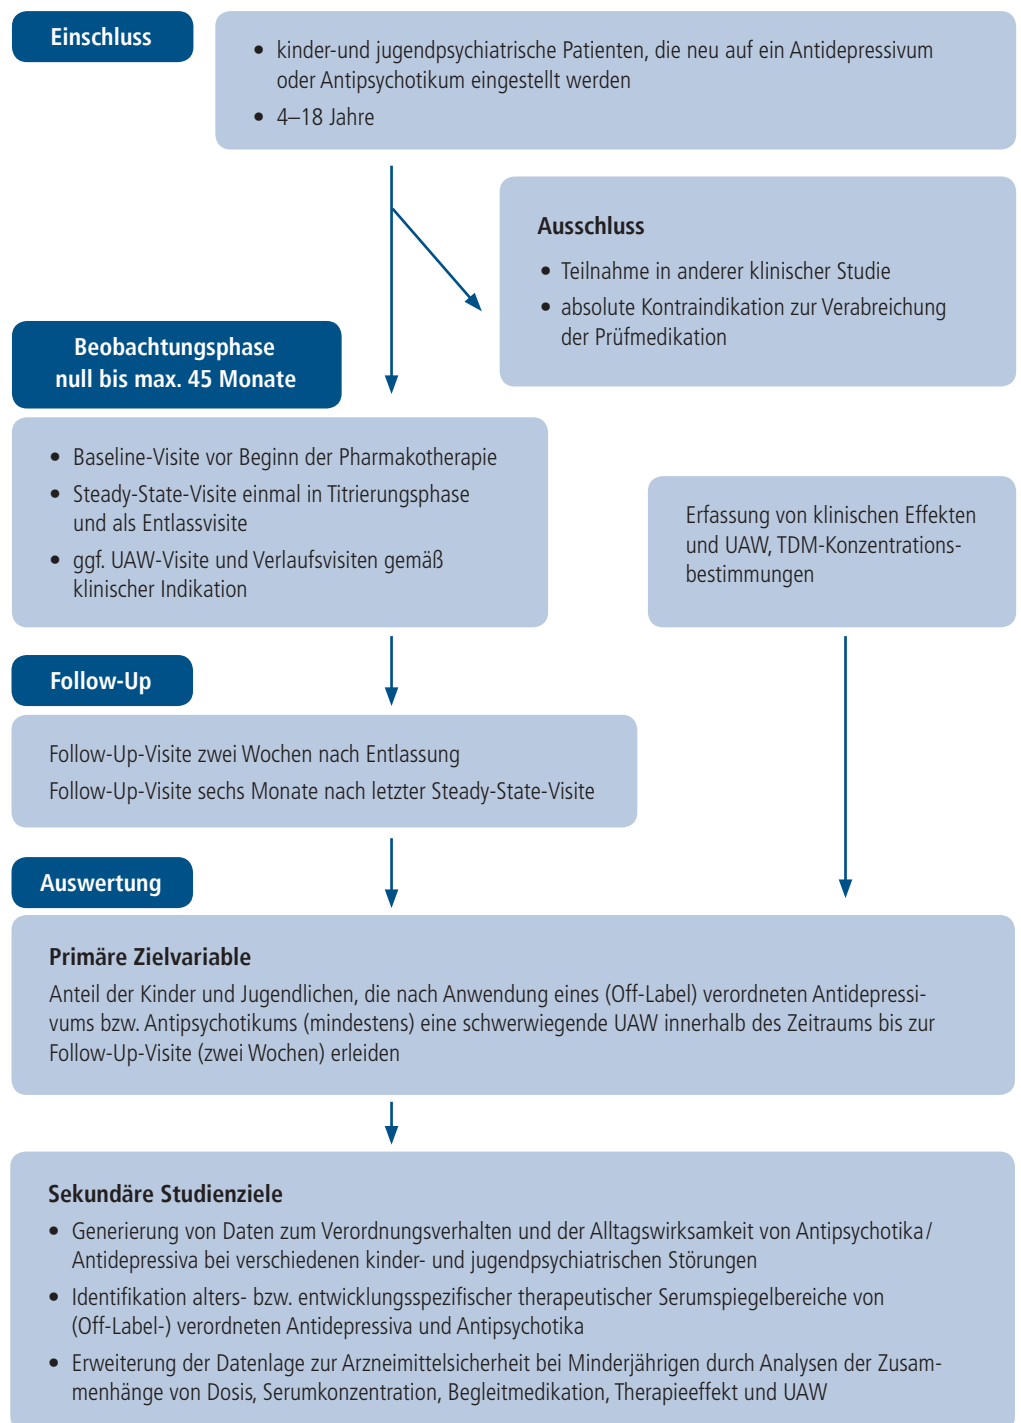 Einschluss
• kinder-und jugendpsychiatrische Patienten, die neu auf ein Antidepressivum
oder Antipsychotikum eingestellt werden
• 4–18 Jahre
Ausschluss
• Teilnahme in anderer klinischer Studie
• absolute Kontraindikation zur Verabreichung
der Prüfmedikation
Beobachtungsphase
null bis max. 45 Monate
• Baseline-Visite vor Beginn der Pharmakotherapie
• Steady-State-Visite einmal in Titrierungsphase
und als Entlassvisite
• ggf. UAW-Visite und Verlaufsvisiten gemäß
klinischer Indikation
Erfassung von klinischen Effekten
und UAW, TDM-Konzentrations-
bestimmungen
Follow-Up
Follow-Up-Visite zwei Wochen nach Entlassung
Follow-Up-Visite sechs Monate nach letzter Steady-State-Visite
Auswertung
Primäre Zielvariable
Anteil der Kinder und Jugendlichen, die nach Anwendung eines (Off-Label) verordneten Antidepressi-
vums bzw. Antipsychotikums (mindestens) eine schwerwiegende UAW innerhalb des Zeitraums bis zur
Follow-Up-Visite (zwei Wochen) erleiden
Sekundäre Studienziele
• Generierung von Daten zum Verordnungsverhalten und der Alltagswirksamkeit von Antipsychotika/
Antidepressiva bei verschiedenen kinder- und jugendpsychiatrischen Störungen
• Identifikation alters- bzw. entwicklungsspezifischer therapeutischer Serumspiegelbereiche von
(Off-Label-) verordneten Antidepressiva und Antipsychotika
• Erweiterung der Datenlage zur Arzneimittelsicherheit bei Minderjährigen durch Analysen der Zusam-
menhänge von Dosis, Serumkonzentration, Begleitmedikation, Therapieeffekt und UAW